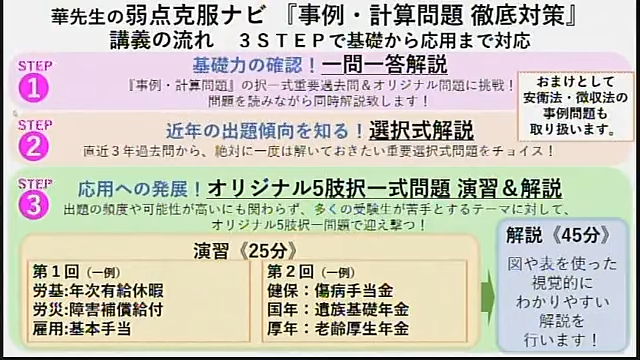 華先生の弱点克服ナビ 『事例・計算問題 徹底対策』
講義の流れ　３ＳＴＥＰで基礎から応用まで対応
STEP
1
基礎力の確認！一問一答解説
『事例・計算問題』の択一式重要過去問＆オリジナル問題に挑戦！
問題を読みながら同時解説致します！
おまけとして
安衛法・徴収法の
事例問題も
取り扱います。
STEP
2
近年の出題傾向を知る！選択式解説
直近３年過去問から、絶対に一度は解いておきたい重要選択式問題をチョイス！
STEP
3
応用への発展！オリジナル5肢択一式問題 演習＆解説
出題の頻度や可能性が高いにも関わらず、多くの受験生が苦手とするテーマに対して、
オリジナル5肢択一問題で迎え撃つ！
演習《25分》
第１回（一例）
労基:年次有給休暇
労災:障害補償給付
雇用:基本手当
第２回（一例）
健保：傷病手当金
国年：遺族基礎年金
厚年：老齢厚生年金
解説《45分》
図や表を使った
視覚的に
わかりやすい
解説を
行います！